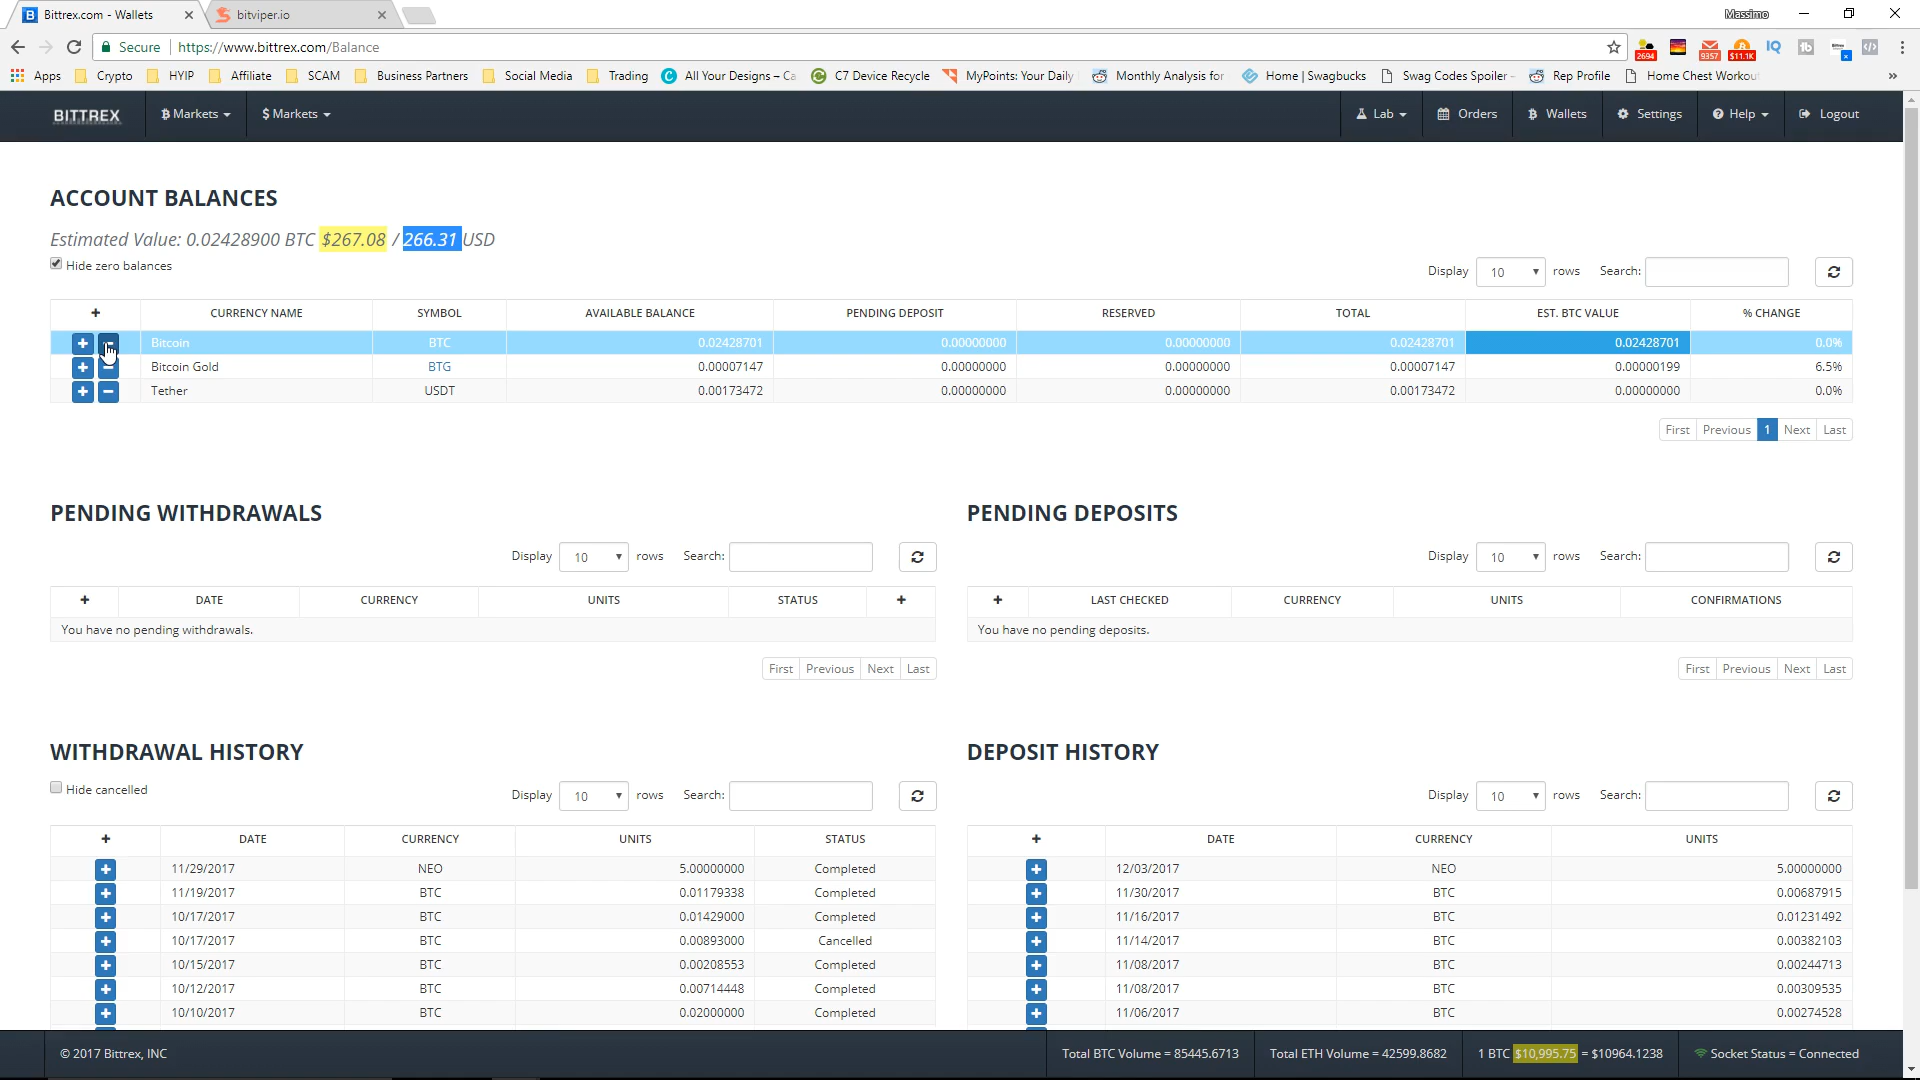 Bittrex.com - Wallets
bitviper.io
Massimo
Secure
https://www.bittrex.com/Balance
2694
9357
$11.1K
IQ
Apps
Crypto
HYIP
Affiliate
SCAM
Business Partners
Social Media
Trading
All Your Designs – Ca
C7 Device Recycle
MyPoints: Your Daily
Monthly Analysis for
Home | Swagbucks
Swag Codes Spoiler -
Rep Profile
Home Chest Workou
»
BITTREX
Markets
$ Markets
Lab
Orders
Wallets
Settings
Help
Logout
ACCOUNT BALANCES
Estimated Value: 0.02428900 BTC $267.08 / 266.31 USD
Hide zero balances
Display 10 rows Search:
+ CURRENCY NAME SYMBOL AVAILABLE BALANCE PENDING DEPOSIT RESERVED TOTAL EST. BTC VALUE % CHANGE
Bitcoin BTC 0.02428701 0.00000000 0.00000000 0.02428701 0.02428701 0.0%
Bitcoin Gold BTG 0.00007147 0.00000000 0.00000000 0.00007147 0.00000199 6.5%
Tether USDT 0.00173472 0.00000000 0.00000000 0.00173472 0.00000000 0.0%
First Previous 1 Next Last
PENDING WITHDRAWALS
Display 10 rows Search:
+ DATE CURRENCY UNITS STATUS +
You have no pending withdrawals.
First Previous Next Last
PENDING DEPOSITS
Display 10 rows Search:
+ LAST CHECKED CURRENCY UNITS CONFIRMATIONS
You have no pending deposits.
First Previous Next Last
WITHDRAWAL HISTORY
Hide cancelled
Display 10 rows Search:
+ DATE CURRENCY UNITS STATUS
11/29/2017 NEO 5.00000000 Completed
11/19/2017 BTC 0.01179338 Completed
10/17/2017 BTC 0.01429000 Completed
10/17/2017 BTC 0.00893000 Cancelled
10/15/2017 BTC 0.00208553 Completed
10/12/2017 BTC 0.00714448 Completed
10/10/2017 BTC 0.02000000 Completed
DEPOSIT HISTORY
Display 10 rows Search:
+ DATE CURRENCY UNITS
12/03/2017 NEO 5.00000000
11/30/2017 BTC 0.00687915
11/16/2017 BTC 0.01231492
11/14/2017 BTC 0.00382103
11/08/2017 BTC 0.00244713
11/08/2017 BTC 0.00309535
11/06/2017 BTC 0.00274528
© 2017 Bittrex, INC
Total BTC Volume = 85445.6713
Total ETH Volume = 42599.8682
1 BTC $10,995.75 = $10964.1238
Socket Status = Connected